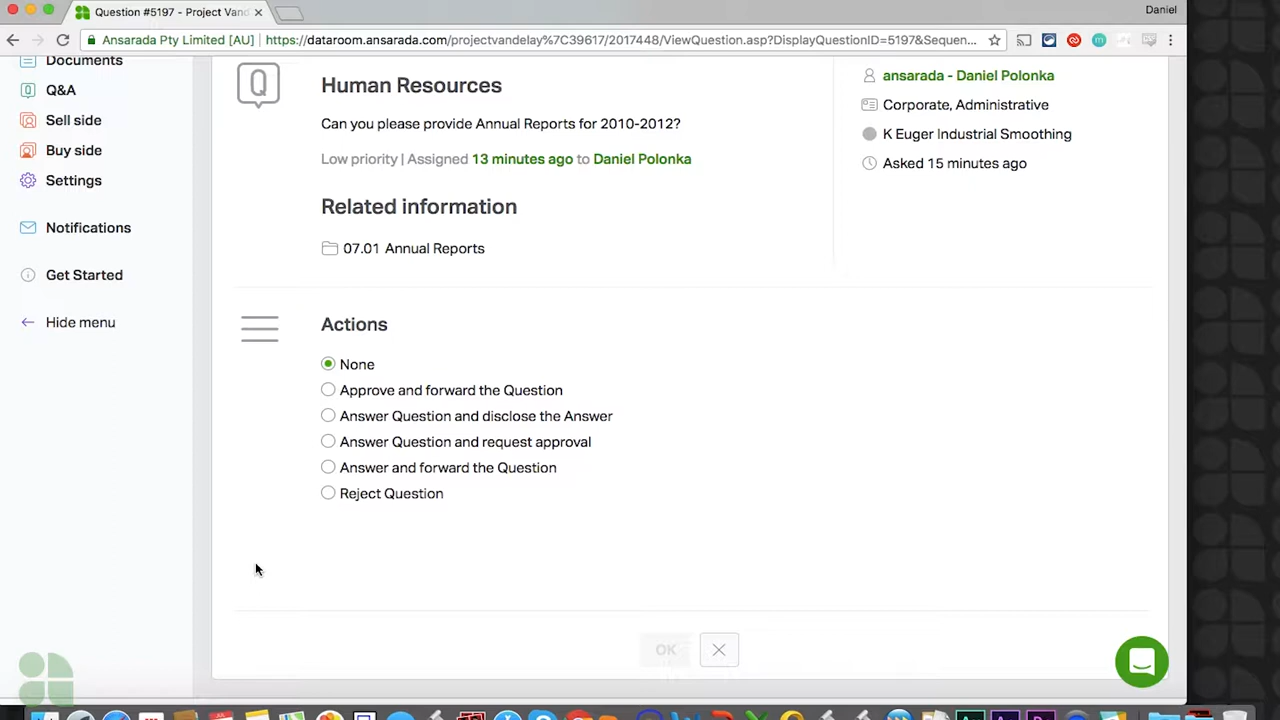 Question #5197 - Project Vand
Daniel
Ansarada Pty Limited [AU] https://dataroom.ansarada.com/projectvandelay%7C39617/2017448/ViewQuestion.asp?DisplayQuestionID=5197&Sequen...
Documents
Q&A
Sell side
Buy side
Settings
Notifications
Get Started
Hide menu
Q
Human Resources
Can you please provide Annual Reports for 2010-2012?
Low priority | Assigned 13 minutes ago to Daniel Polonka
Related information
07.01 Annual Reports
ansarada - Daniel Polonka
Corporate, Administrative
K Euger Industrial Smoothing
Asked 15 minutes ago
Actions
None
Approve and forward the Question
Answer Question and disclose the Answer
Answer Question and request approval
Answer and forward the Question
Reject Question
OK